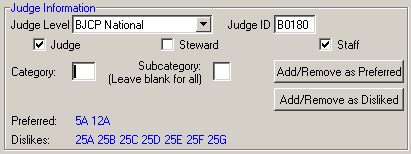 Judge Information
Judge Level BJCP National Judge ID B0180
Judge Steward Staff
Category: Subcategory: (Leave blank for all) Add/Remove as Preferred
Add/Remove as Disliked
Preferred: 5A 12A
Dislikes: 25A 25B 25C 25D 25E 25F 25G